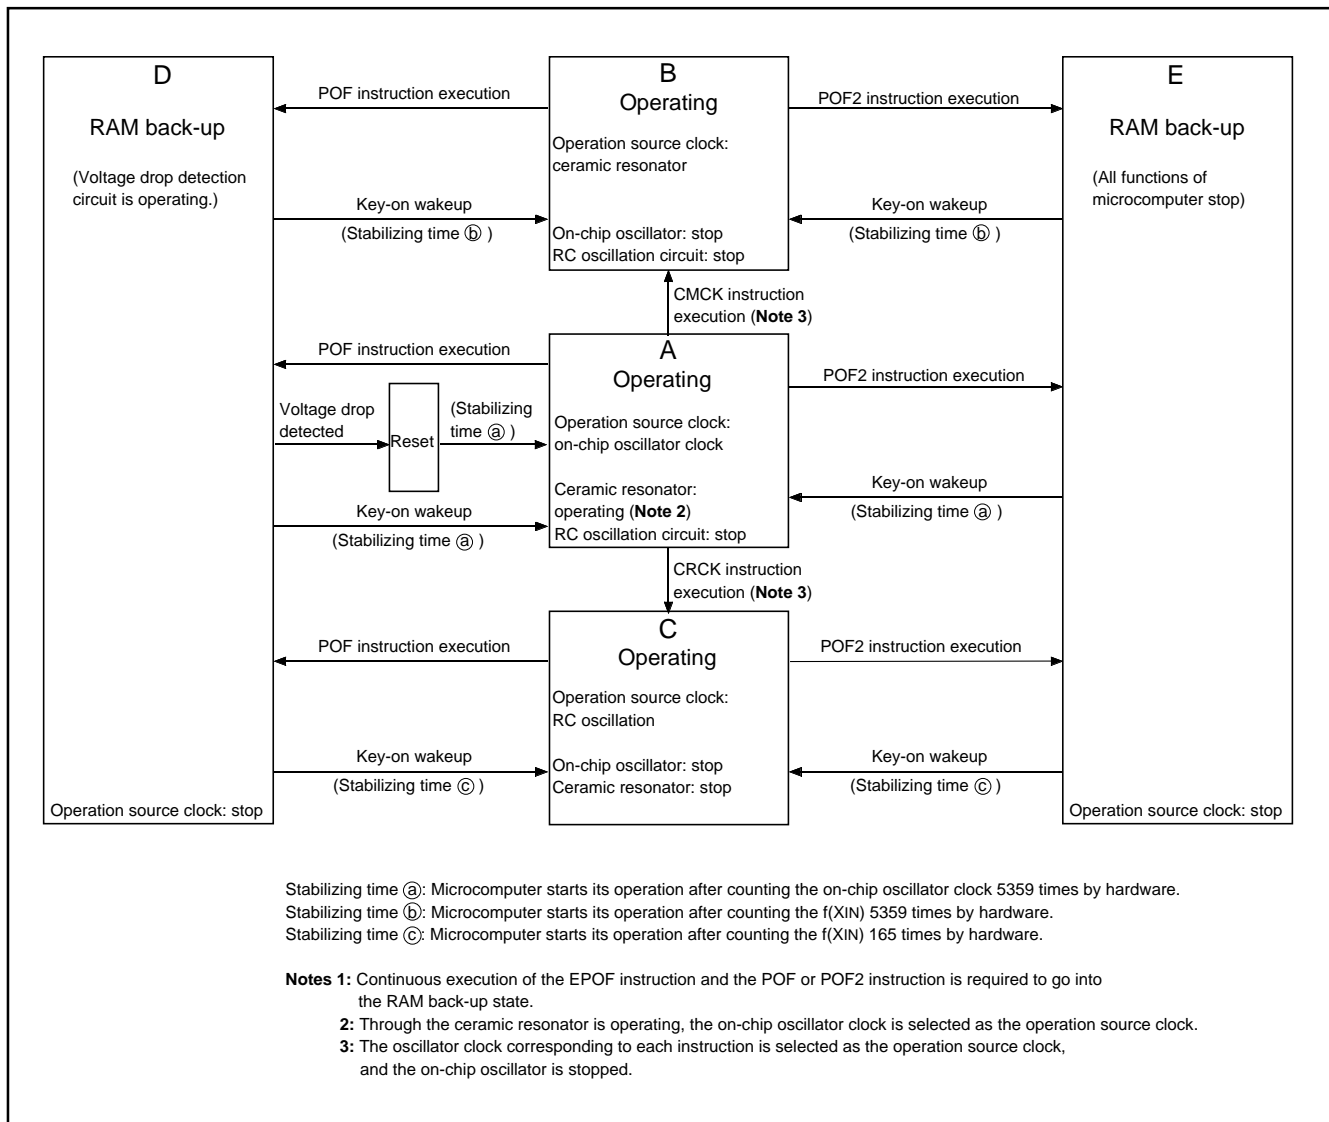 D
RAM back-up
(Voltage drop detection
circuit is operating.)
Operation source clock: stop
POF instruction execution
Key-on wakeup
(Stabilizing time ⓑ )
POF instruction execution
Voltage drop
detected
Reset
(Stabilizing
time ⓐ )
Key-on wakeup
(Stabilizing time ⓐ )
POF instruction execution
Key-on wakeup
(Stabilizing time ⓒ )
B
Operating
Operation source clock:
ceramic resonator
On-chip oscillator: stop
RC oscillation circuit: stop
CMCK instruction
execution (Note 3)
A
Operating
Operation source clock:
on-chip oscillator clock
Ceramic resonator:
operating (Note 2)
RC oscillation circuit: stop
CRCK instruction
execution (Note 3)
C
Operating
Operation source clock:
RC oscillation
On-chip oscillator: stop
Ceramic resonator: stop
POF2 instruction execution
Key-on wakeup
(Stabilizing time ⓑ )
POF2 instruction execution
Key-on wakeup
(Stabilizing time ⓐ )
POF2 instruction execution
Key-on wakeup
(Stabilizing time ⓒ )
E
RAM back-up
(All functions of
microcomputer stop)
Operation source clock: stop
Stabilizing time ⓐ: Microcomputer starts its operation after counting the on-chip oscillator clock 5359 times by hardware.
Stabilizing time ⓑ: Microcomputer starts its operation after counting the f(XIN) 5359 times by hardware.
Stabilizing time ⓒ: Microcomputer starts its operation after counting the f(XIN) 165 times by hardware.
Notes 1: Continuous execution of the EPOF instruction and the POF or POF2 instruction is required to go into
the RAM back-up state.
2: Through the ceramic resonator is operating, the on-chip oscillator clock is selected as the operation source clock.
3: The oscillator clock corresponding to each instruction is selected as the operation source clock,
and the on-chip oscillator is stopped.